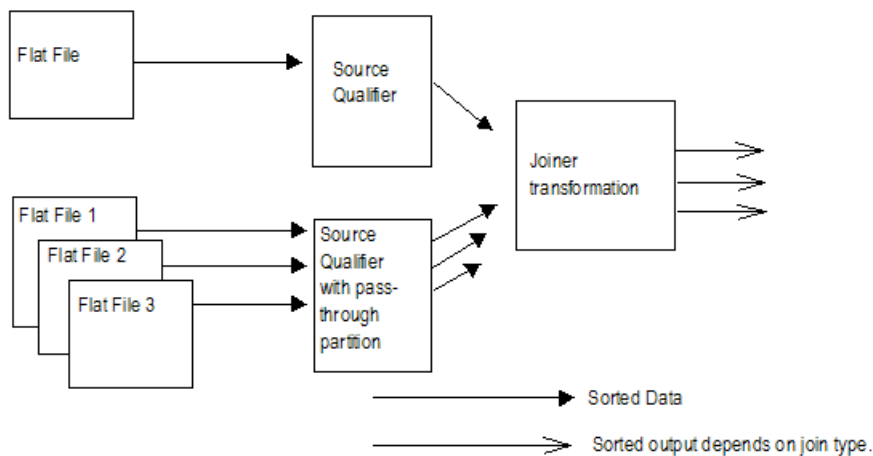 Flat File
Source
Qualifier
Joiner
transformation
Flat File 1
Flat File 2
Flat File 3
Source
Qualifier
with pass-
through
partition
Sorted Data
Sorted output depends on join type.